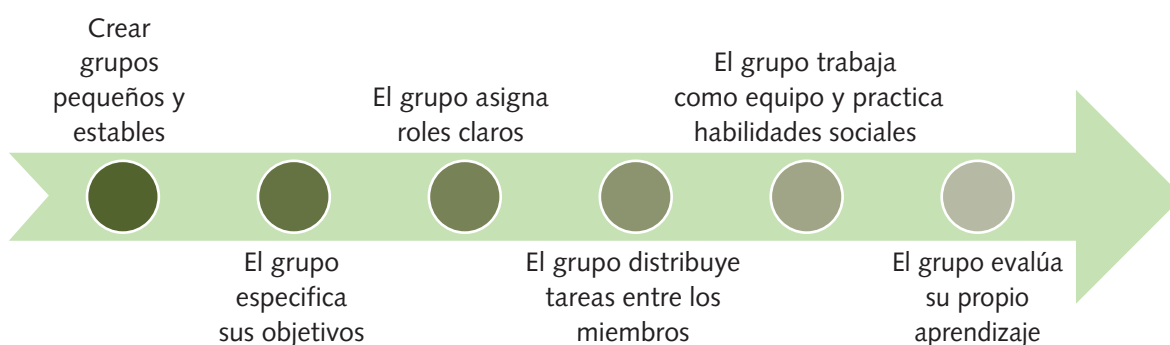 Crear
grupos
pequeños y
estables
El grupo
especifica
sus objetivos
El grupo asigna
roles claros
El grupo distribuye
tareas entre los
miembros
El grupo trabaja
como equipo y practica
habilidades sociales
El grupo evalúa
su propio
aprendizaje